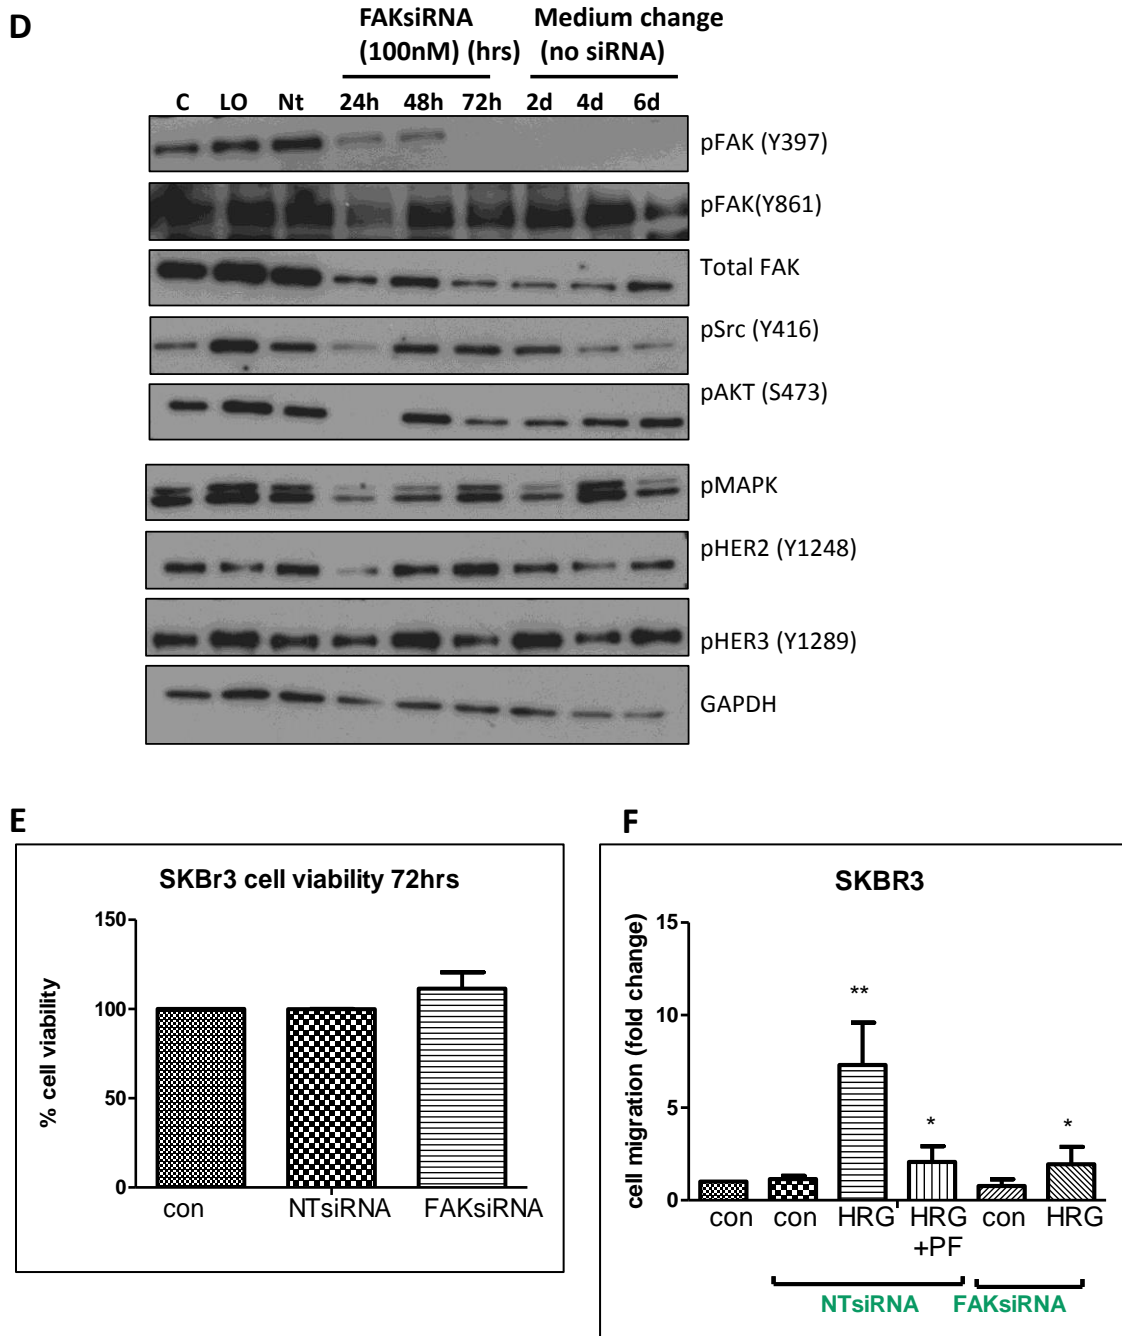 D
FAKsiRNA Medium change
(100nM) (hrs) (no siRNA)
C LO Nt 24h 48h 72h 2d 4d 6d
pFAK (Y397)
pFAK(Y861)
Total FAK
pSrc (Y416)
pAKT (S473)
pMAPK
pHER2 (Y1248)
pHER3 (Y1289)
GAPDH
E
SKBr3 cell viability 72hrs
% cell viability
150
100
50
0
con NTsiRNA FAKsiRNA
F
SKBR3
cell migration (fold change)
15
10
5
0
**
*
*
con con HRG HRG con HRG
+PF
NTsiRNA FAKsiRNA